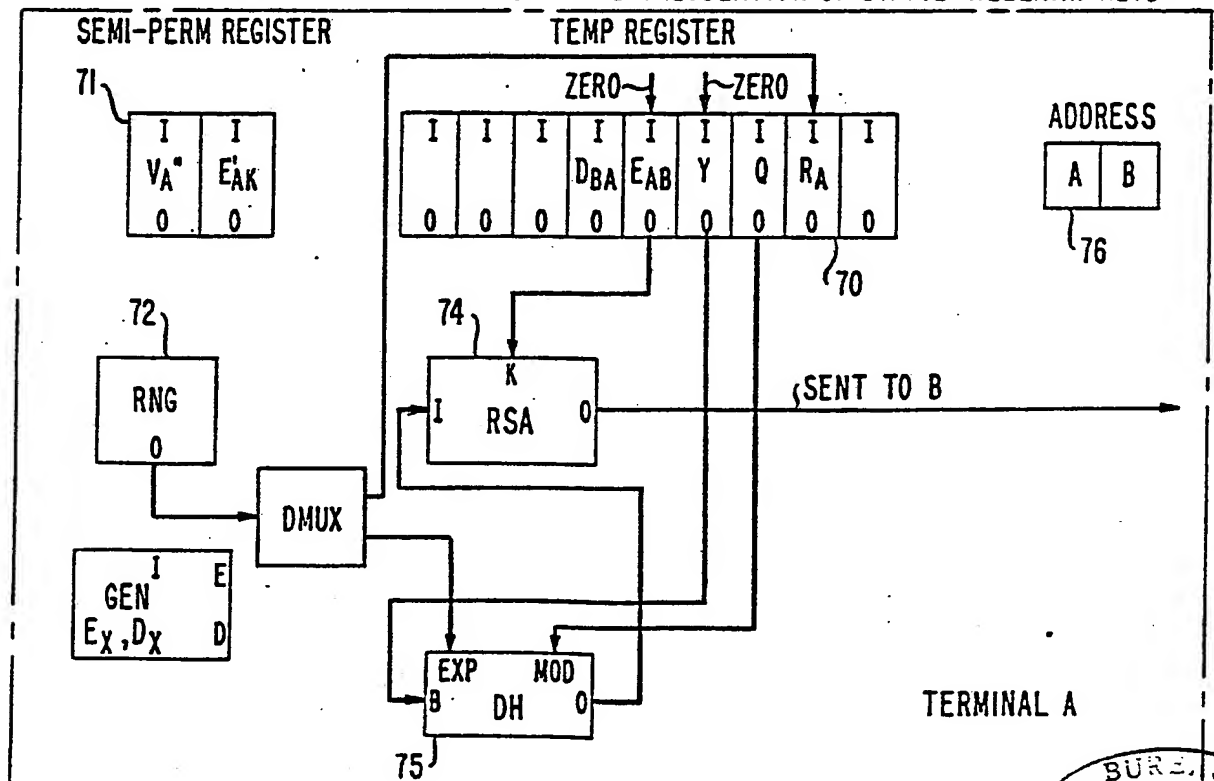 SEMI-PERM REGISTER
TEMP REGISTER
71
ZERO
ZERO
ADDRESS
I I
V_A" E'_AK
0 0
I I I I I I I I I
D_BA E_AB Y Q R_A
0 0 0 0 0 0 0 0 0
A B
76
70
72
74
RNG
0
K
I RSA 0
SENT TO B
DMUX
I E
GEN
E_X, D_X D
EXP MOD
B DH 0
75
TERMINAL A